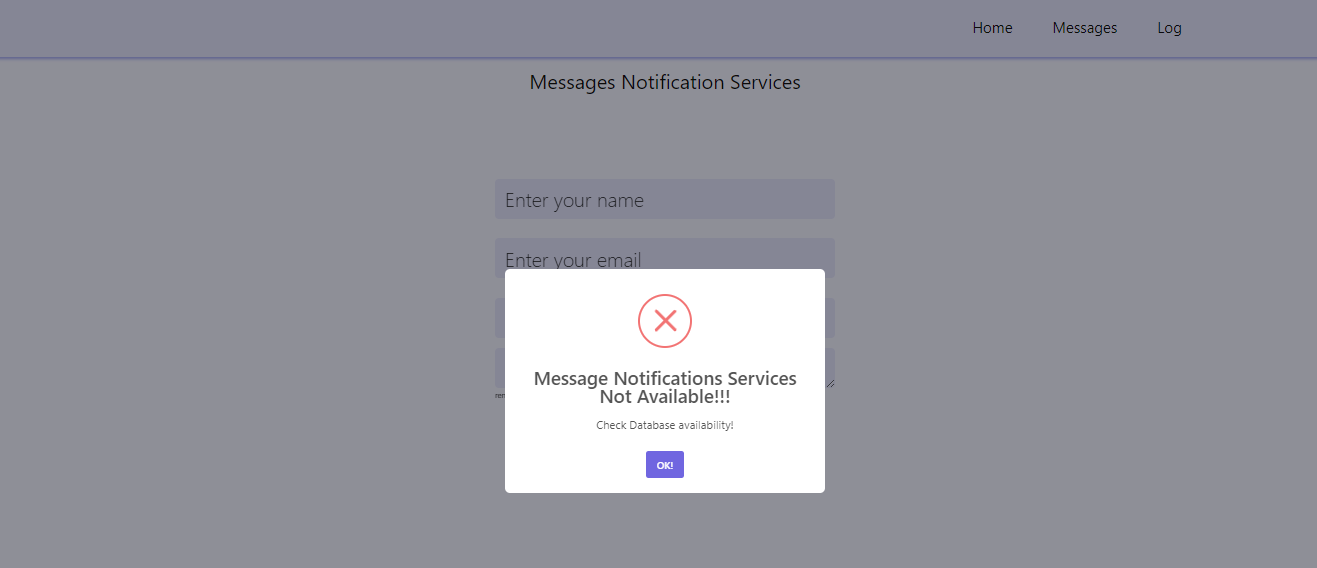 Home Messages Log
Messages Notification Services
Enter your name
Enter your email
Message Notifications Services
Not Available!!!
Check Database availability!
OK!